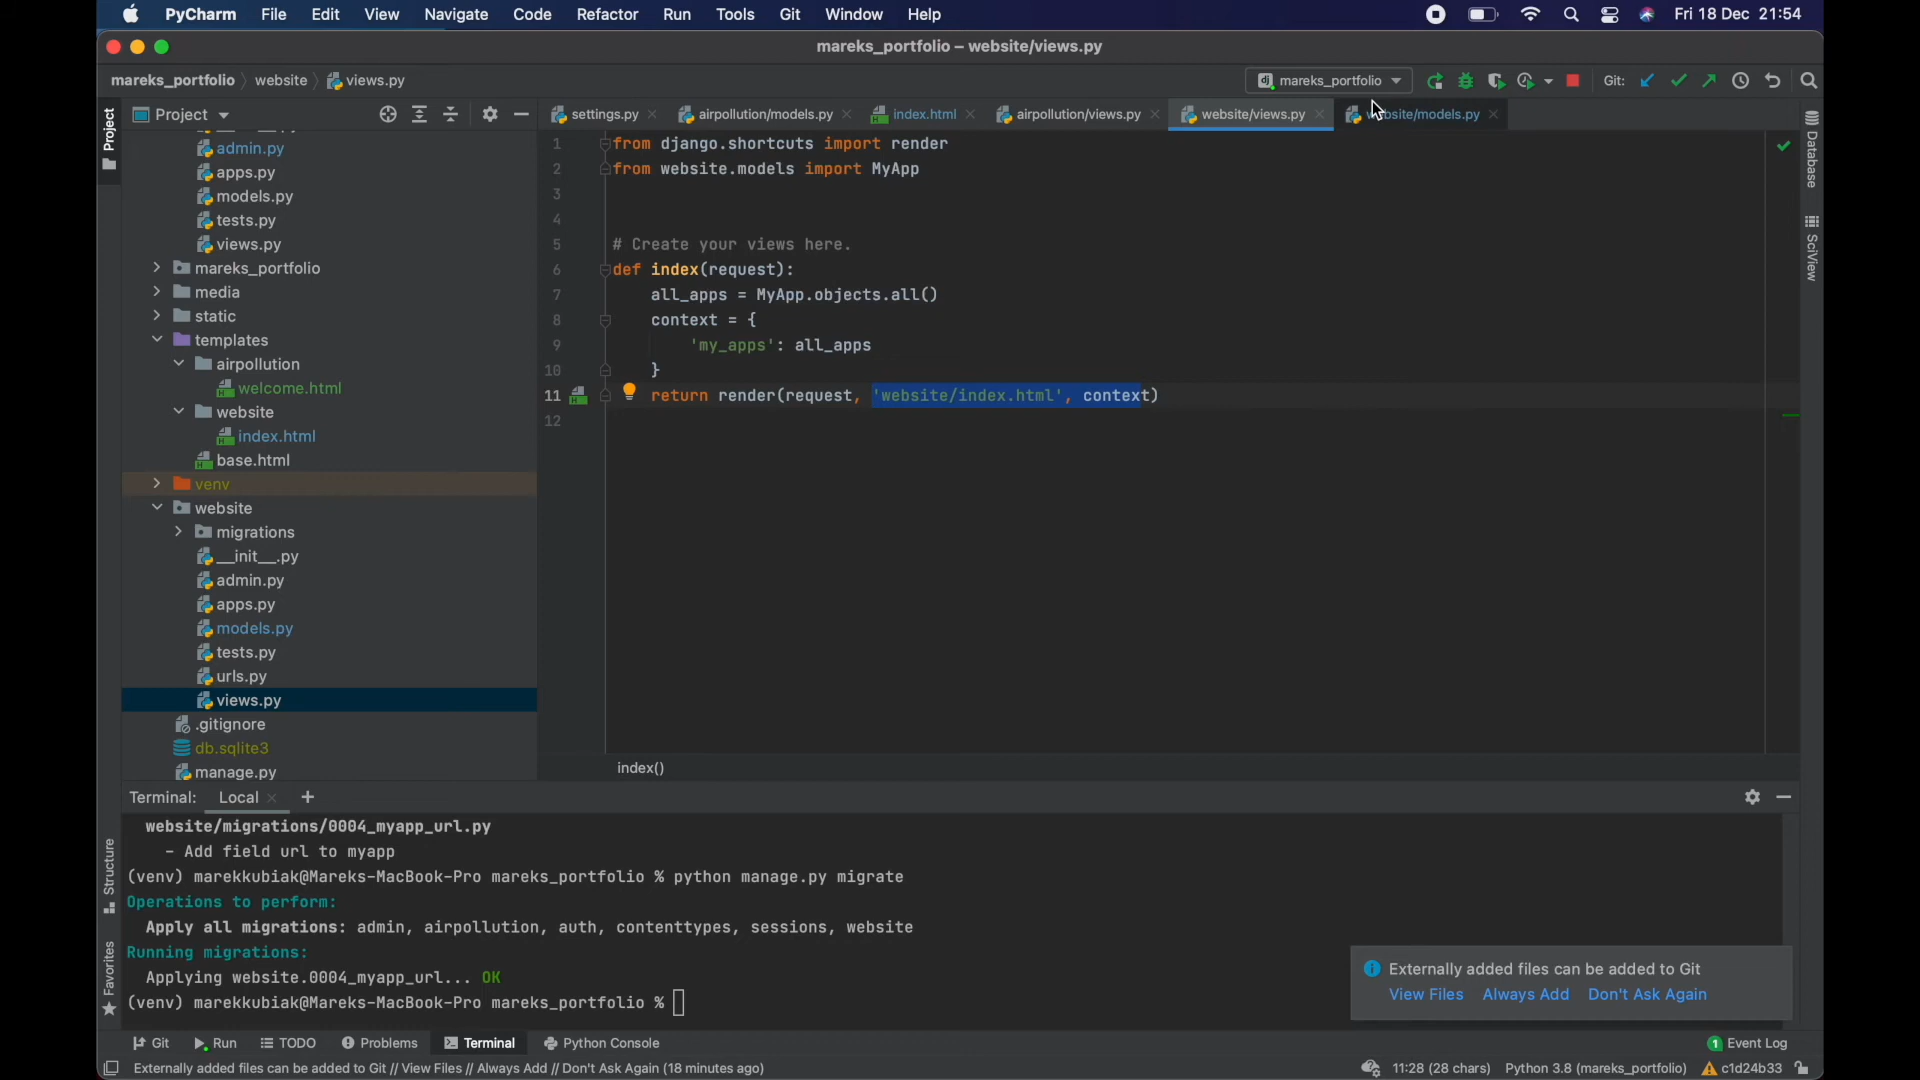 PyCharm File Edit View Navigate Code Refactor Run Tools Git Window Help Fri 18 Dec 21:54
mareks_portfolio – website/views.py
mareks_portfolio website views.py mareks_portfolio Git:
Project Project settings.py airpollution/models.py index.html airpollution/views.py website/views.py bsite/models.py
admin.py
apps.py
models.py
tests.py
views.py
mareks_portfolio
media
static
templates
airpollution
welcome.html
website
index.html
base.html
venv
website
migrations
__init__.py
admin.py
apps.py
models.py
tests.py
urls.py
views.py
.gitignore
db.sqlite3
manage.py
1 from django.shortcuts import render
2 from website.models import MyApp
3
4
5 # Create your views here.
6 def index(request):
7 all_apps = MyApp.objects.all()
8 context = {
9 'my_apps': all_apps
10 }
11 return render(request, 'website/index.html', context)
12
index()
Database
SciView
Structure
Favorites
Terminal: Local
website/migrations/0004_myapp_url.py
- Add field url to myapp
(venv) marekkubiak@Mareks-MacBook-Pro mareks_portfolio % python manage.py migrate
Operations to perform:
Apply all migrations: admin, airpollution, auth, contenttypes, sessions, website
Running migrations:
Applying website.0004_myapp_url... OK
(venv) marekkubiak@Mareks-MacBook-Pro mareks_portfolio %
Externally added files can be added to Git
View Files Always Add Don't Ask Again
Git Run TODO Problems Terminal Python Console 1 Event Log
Externally added files can be added to Git // View Files // Always Add // Don't Ask Again (18 minutes ago) 11:28 (28 chars) Python 3.8 (mareks_portfolio) c1d24b33